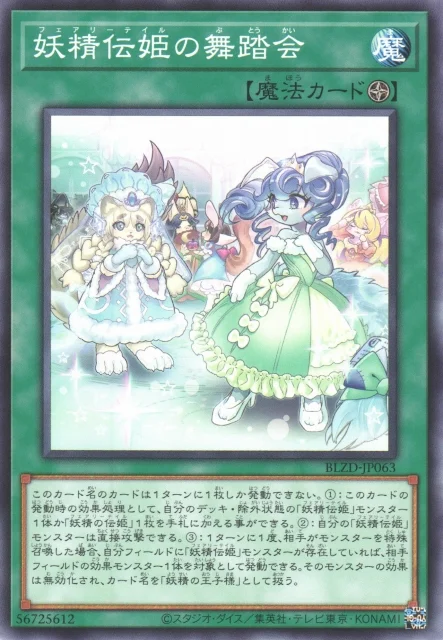 妖精伝姫の舞踏会
フェアリーテイル
ぶとうかい
魔
【魔法カード】
まほう
BLZD-JP063
このカード名のカードは1ターンに1枚しか発動できない。①：このカードの
発動時の効果処理として、自分のデッキ・除外状態の「妖精伝姫」モンスター
1体か「妖精の伝姫」1枚を手札に加える事ができる。②：自分の「妖精伝姫」
モンスターは直接攻撃できる。③：1ターンに1度、相手がモンスターを特殊
召喚した場合、自分フィールドに「妖精伝姫」モンスターが存在していれば、相手
フィールドの効果モンスター1体を対象として発動できる。そのモンスターの効果
は無効化され、カード名を「妖精の王子様」として扱う。
56725612
©スタジオ・ダイス／集英社・テレビ東京・KONAMI